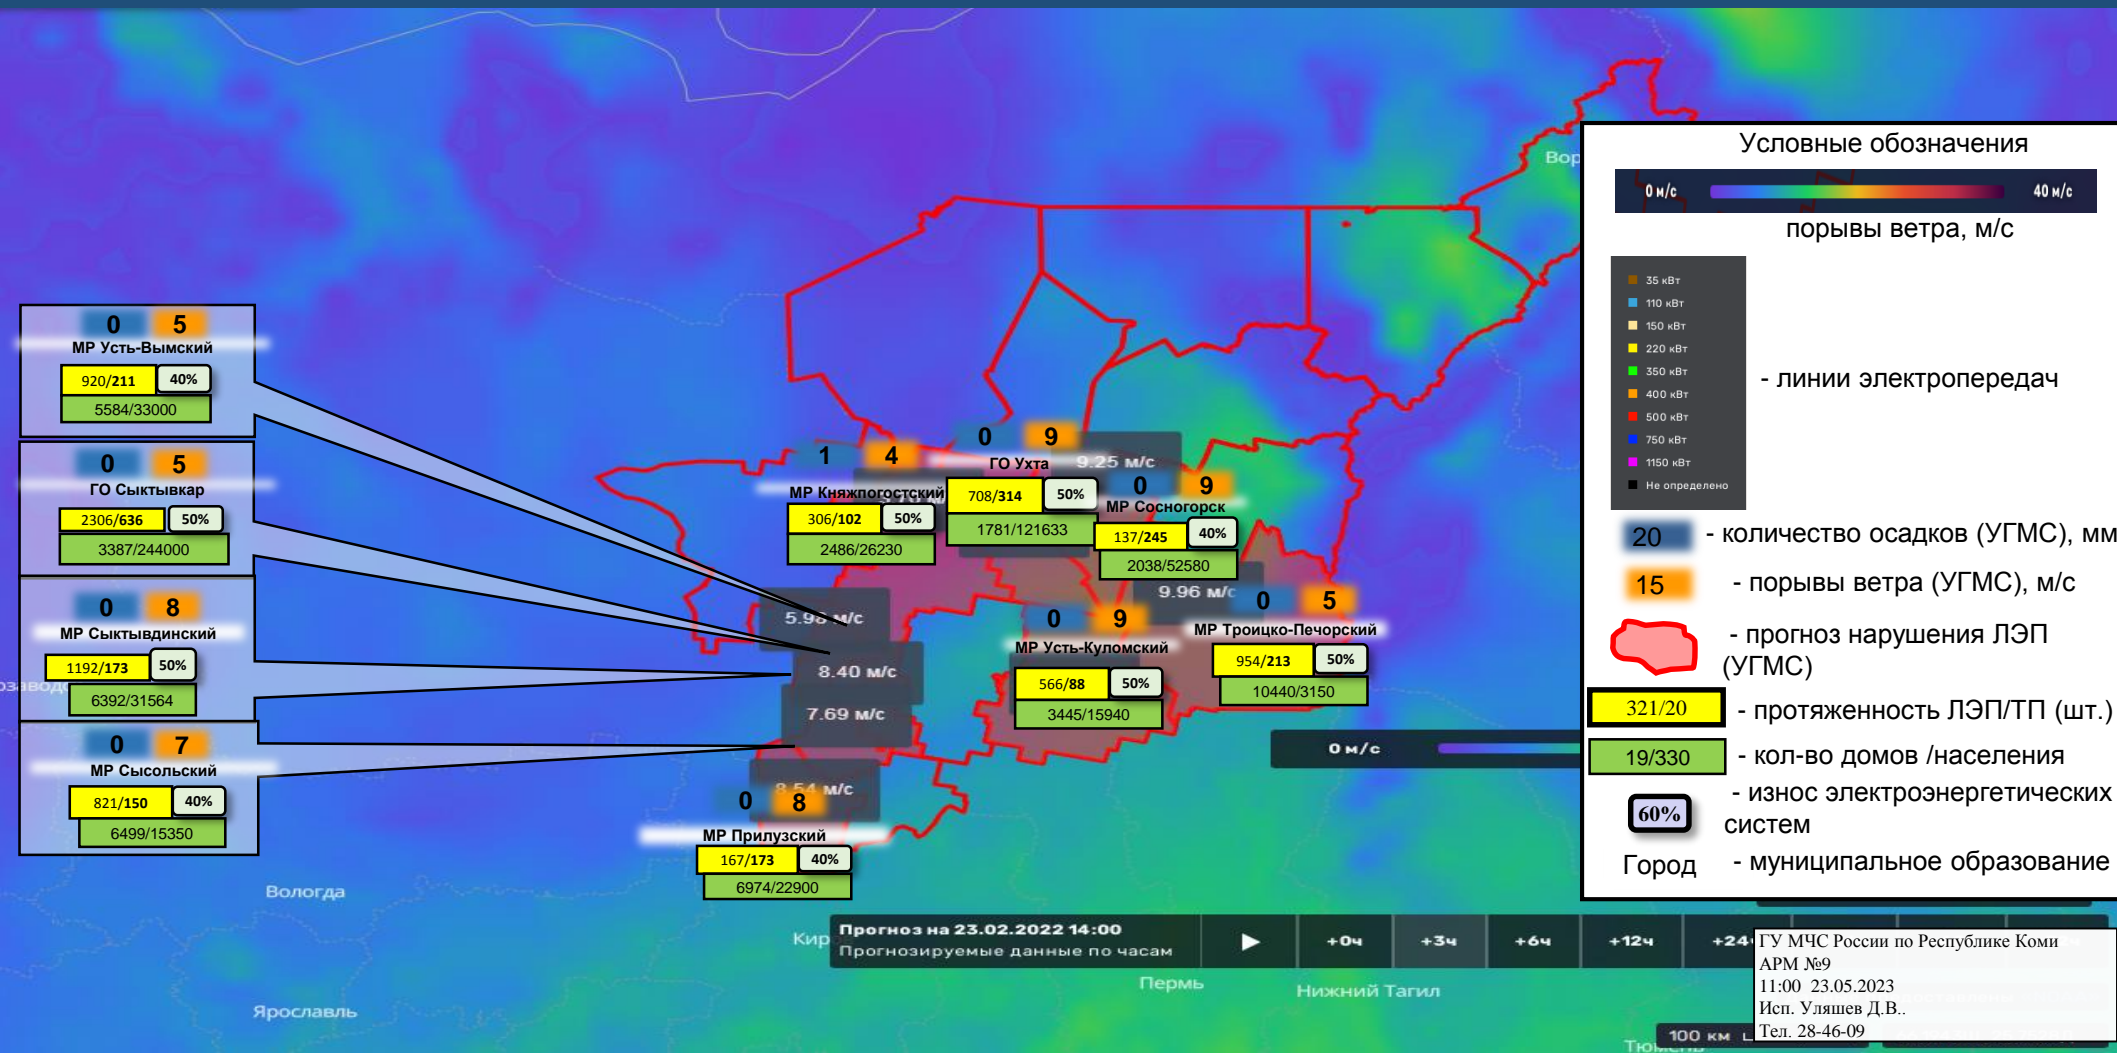 0 5
МР Усть-Вымский
920/211 40%
5584/33000
0 5
ГО Сыктывкар
2306/636 50%
3387/244000
0 8
МР Сыктывдинский
1192/173 50%
6392/31564
0 7
МР Сысольский
821/150 40%
6499/15350
1 4
МР Княжпогостский
306/102 50%
2486/26230
0 9
ГО Ухта
9.25 м/с
708/314 50%
1781/121633
0 9
МР Сосногорск
137/245 40%
2038/52580
9.96 м/с
0 5
МР Троицко-Печорский
954/213 50%
10440/3150
0 9
МР Усть-Куломский
566/88 50%
3445/15940
5.98 м/с
8.40 м/с
7.69 м/с
8.54 м/с
0 8
МР Прилузский
167/173 40%
6974/22900
0 м/с
Вологда
Ярославль
Кир
Пермь
Нижний Тагил
Прогноз на 23.02.2022 14:00
Прогнозируемые данные по часам
+0ч +3ч +6ч +12ч +24
100 км
Вор
Условные обозначения
0 м/с 40 м/с
порывы ветра, м/с
35 кВт
110 кВт
150 кВт
220 кВт
350 кВт
400 кВт
500 кВт
750 кВт
1150 кВт
Не определено
- линии электропередач
20 - количество осадков (УГМС), мм
15 - порывы ветра (УГМС), м/с
- прогноз нарушения ЛЭП
(УГМС)
321/20 - протяженность ЛЭП/ТП (шт.)
19/330 - кол-во домов /населения
- износ электроэнергетических
60% систем
Город - муниципальное образование
ГУ МЧС России по Республике Коми
АРМ №9
11:00 23.05.2023
Исп. Уляшев Д.В..
Тел. 28-46-09